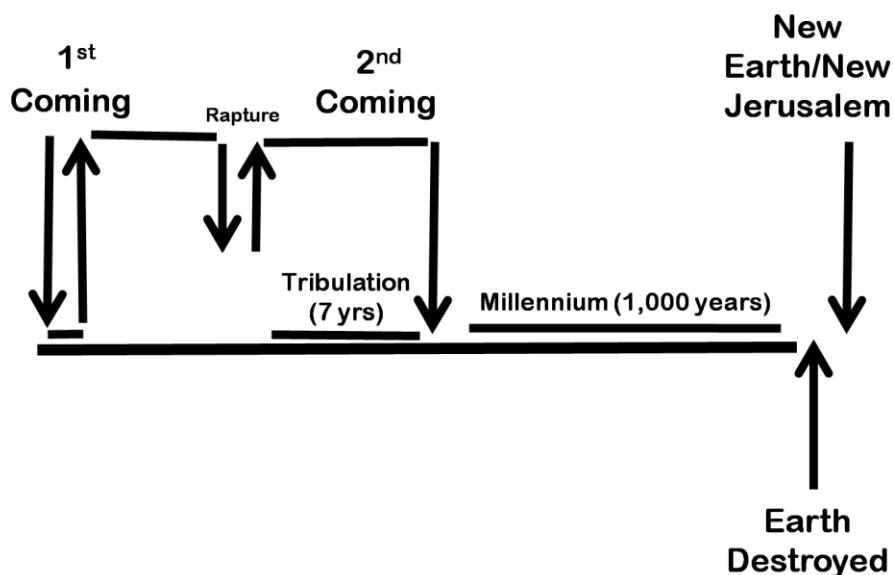 1st
Coming
Rapture
2nd
Coming
New
Earth/New
Jerusalem
Tribulation
(7 yrs)
Millennium (1,000 years)
Earth
Destroyed